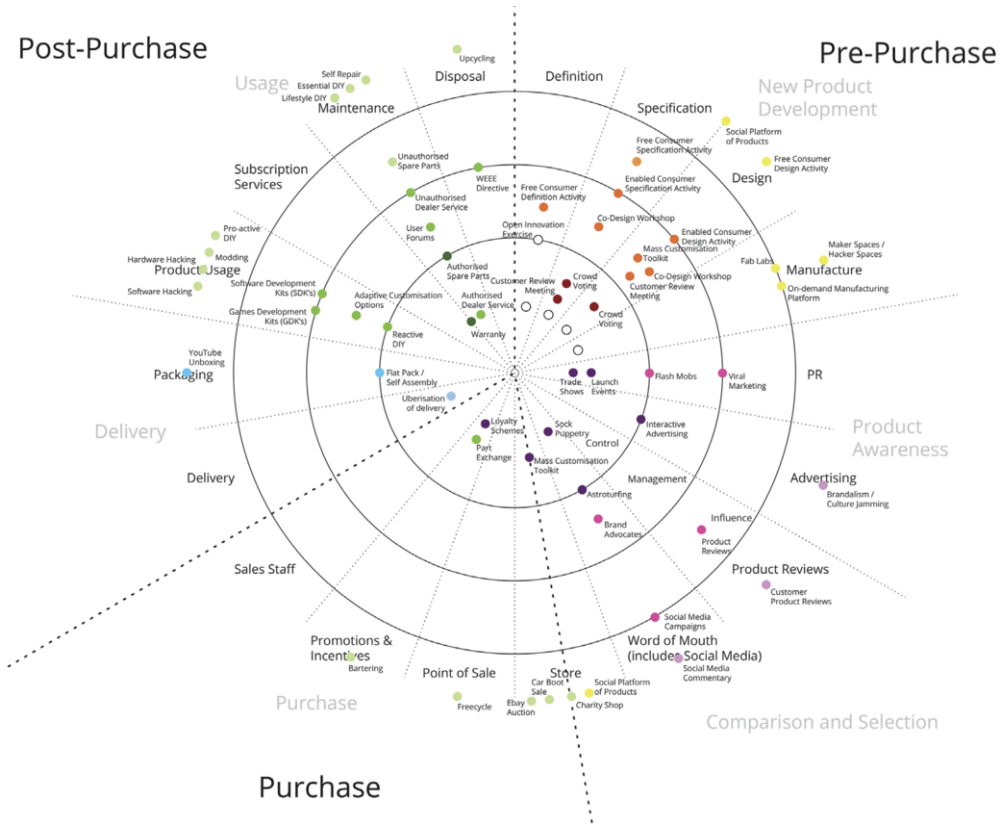 Post-Purchase
Pre-Purchase
Upcycling
Disposal
Definition
Self Repair
Essential DIY
Lifestyle DIY
Usage
Maintenance
New Product
Development
Specification
Social Platform
of Products
Free Consumer
Specification Activity
Free Consumer
Design Activity
Design
Unauthorised
Spare Parts
Subscription
Services
WEEE
Directive
Enabled Consumer
Specification Activity
Free Consumer
Definition Activity
Unauthorised
Dealer Service
Co-Design Workshop
Open Innovation
Exercise
User
Forums
Enabled Consumer
Design Activity
Pro-active
DIY
Mass Customisation
Toolkit
Maker Spaces /
Hacker Spaces
Fab Labs
Modding
Hardware Hacking
Product Usage
Authorised
Spare Parts
Customer Review
Meeting
Crowd
Voting
Co-Design Workshop
Customer Review
Meeting
Manufacture
Software Hacking
Software Development
Kits (SDK's)
On-demand Manufacturing
Platform
Adaptive Customisation
Options
Authorised
Dealer Service
Games Development
Kits (GDK's)
Crowd
Voting
Warranty
Reactive
DIY
YouTube
Unboxing
Packaging
Flat Pack /
Self Assembly
Trade
Shows
Launch
Events
Flash Mobs
Viral
Marketing
PR
Uberisation
of delivery
Delivery
Loyalty
Schemes
Sock
Puppetry
Interactive
Advertising
Product
Awareness
Part
Exchange
Control
Mass Customisation
Toolkit
Delivery
Management
Advertising
Astroturfing
Brandalism /
Culture Jamming
Brand
Advocates
Influence
Product
Reviews
Sales Staff
Product Reviews
Customer
Product Reviews
Social Media
Campaigns
Promotions &
Incentives
Bartering
Word of Mouth
(includes Social Media)
Social Media
Commentary
Point of Sale
Store
Car Boot
Sale
Social Platform
of Products
Freecycle
Ebay
Auction
Charity Shop
Purchase
Comparison and Selection
Purchase